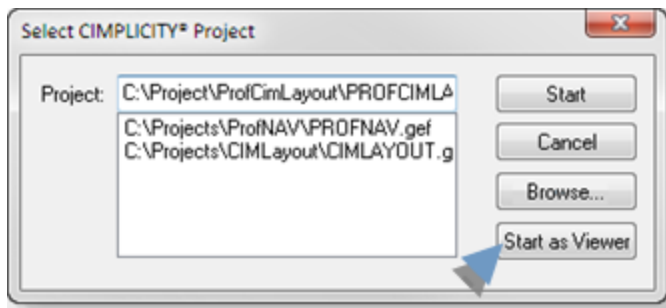 Select CIMPLICITY® Project
Project: C:\Project\ProfCimLayout\PROFCIMLA
Start
C:\Projects\ProfNAV\PROFNAV.gef
C:\Projects\CIMLayout\CIMLAYOUT.g
Cancel
Browse...
Start as Viewer